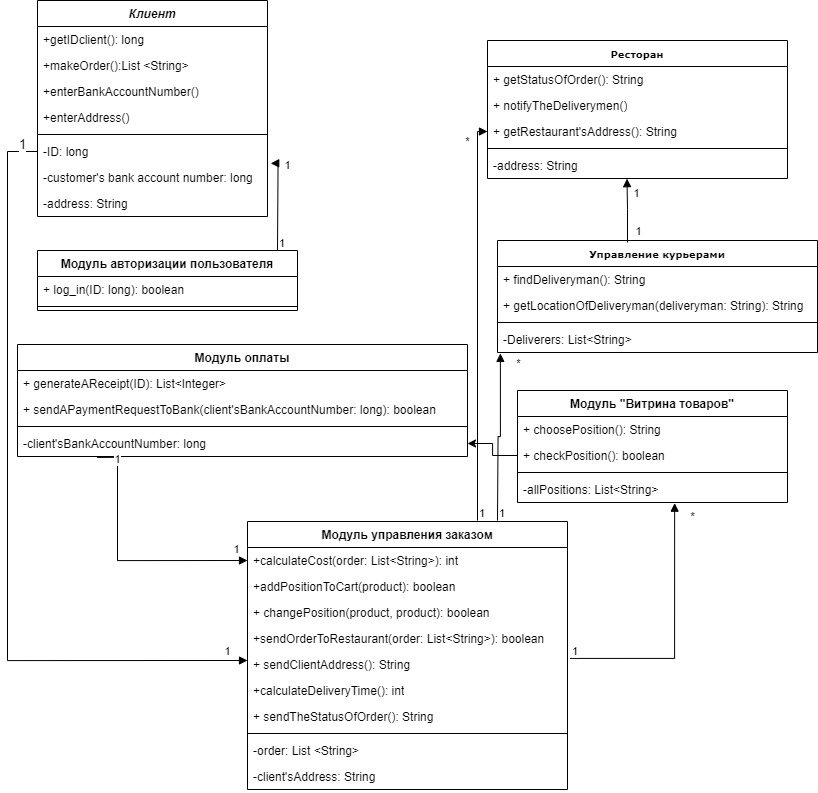 Клиент
+getIDclient(): long
+makeOrder():List <String>
+enterBankAccountNumber()
+enterAddress()
-ID: long
-customer's bank account number: long
-address: String
1
1
1
Модуль авторизации пользователя
+ log_in(ID: long): boolean
Ресторан
+ getStatusOfOrder(): String
+ notifyTheDeliverymen()
+ getRestaurant'sAddress(): String
-address: String
*
1
1
Управление курьерами
+ findDeliveryman(): String
+ getLocationOfDeliveryman(deliveryman: String): String
-Deliverers: List<String>
*
Модуль оплаты
+ generateAReceipt(ID): List<Integer>
+ sendAPaymentRequestToBank(client'sBankAccountNumber: long): boolean
-client'sBankAccountNumber: long
1
Модуль "Витрина товаров"
+ choosePosition(): String
+ checkPosition(): boolean
-allPositions: List<String>
*
1
1
Модуль управления заказом
+calculateCost(order: List<String>): int
+addPositionToCart(product): boolean
+ changePosition(product, product): boolean
+sendOrderToRestaurant(order: List<String>): boolean
+ sendClientAddress(): String
+calculateDeliveryTime(): int
+ sendTheStatusOfOrder(): String
-order: List <String>
-client'sAddress: String
1
1
1